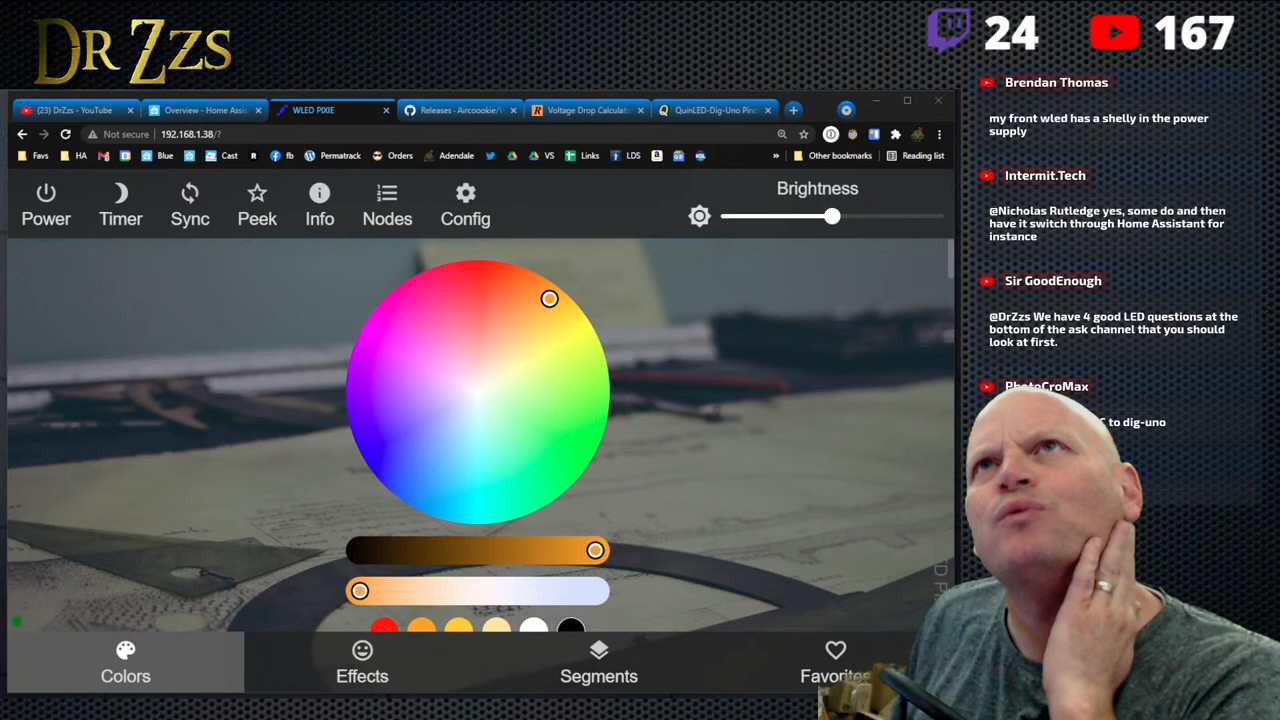 DR ZZS
24
167
(23) DrZzs - YouTube
Overview - Home Assis
WLED PIXIE
Releases · Aircoookie/
Voltage Drop Calculato
QuinLED-Dig-Uno Pin
Not secure
192.168.1.38/?
Favs
HA
Blue
Cast
fb
Permatrack
Orders
Adendale
VS
Links
LDS
»
Other bookmarks
Reading list
Power
Timer
Sync
Peek
Info
Nodes
Config
Brightness
Colors
Effects
Segments
Favorites
Brendan Thomas
my front wled has a shelly in the power
supply
Intermit.Tech
@Nicholas Rutledge yes, some do and then
have it switch through Home Assistant for
instance
Sir GoodEnough
@DrZzs We have 4 good LED questions at the
bottom of the ask channel that you should
look at first.
PhotoCroMax
to dig-uno